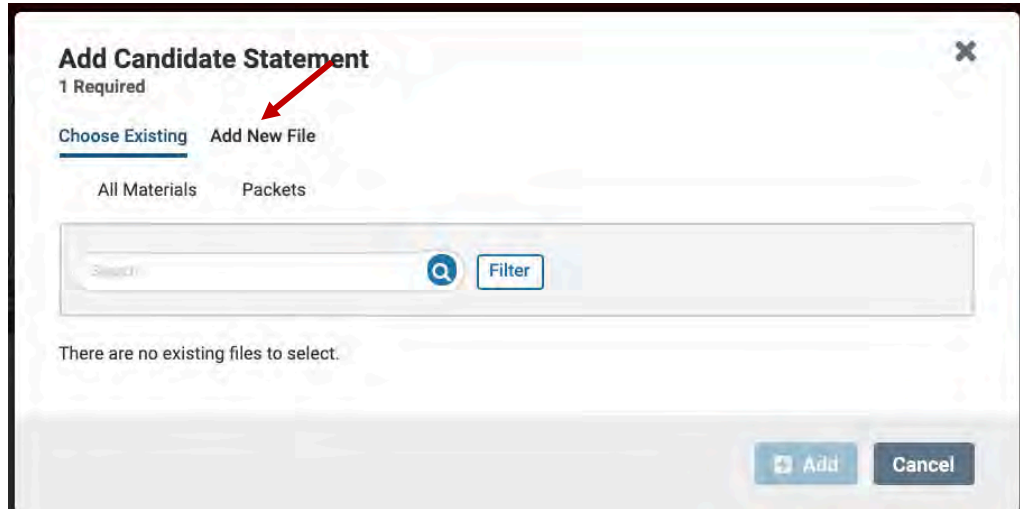 Add Candidate Statement
1 Required
Choose Existing Add New File
All Materials Packets
Search
Filter
There are no existing files to select.
Add Cancel